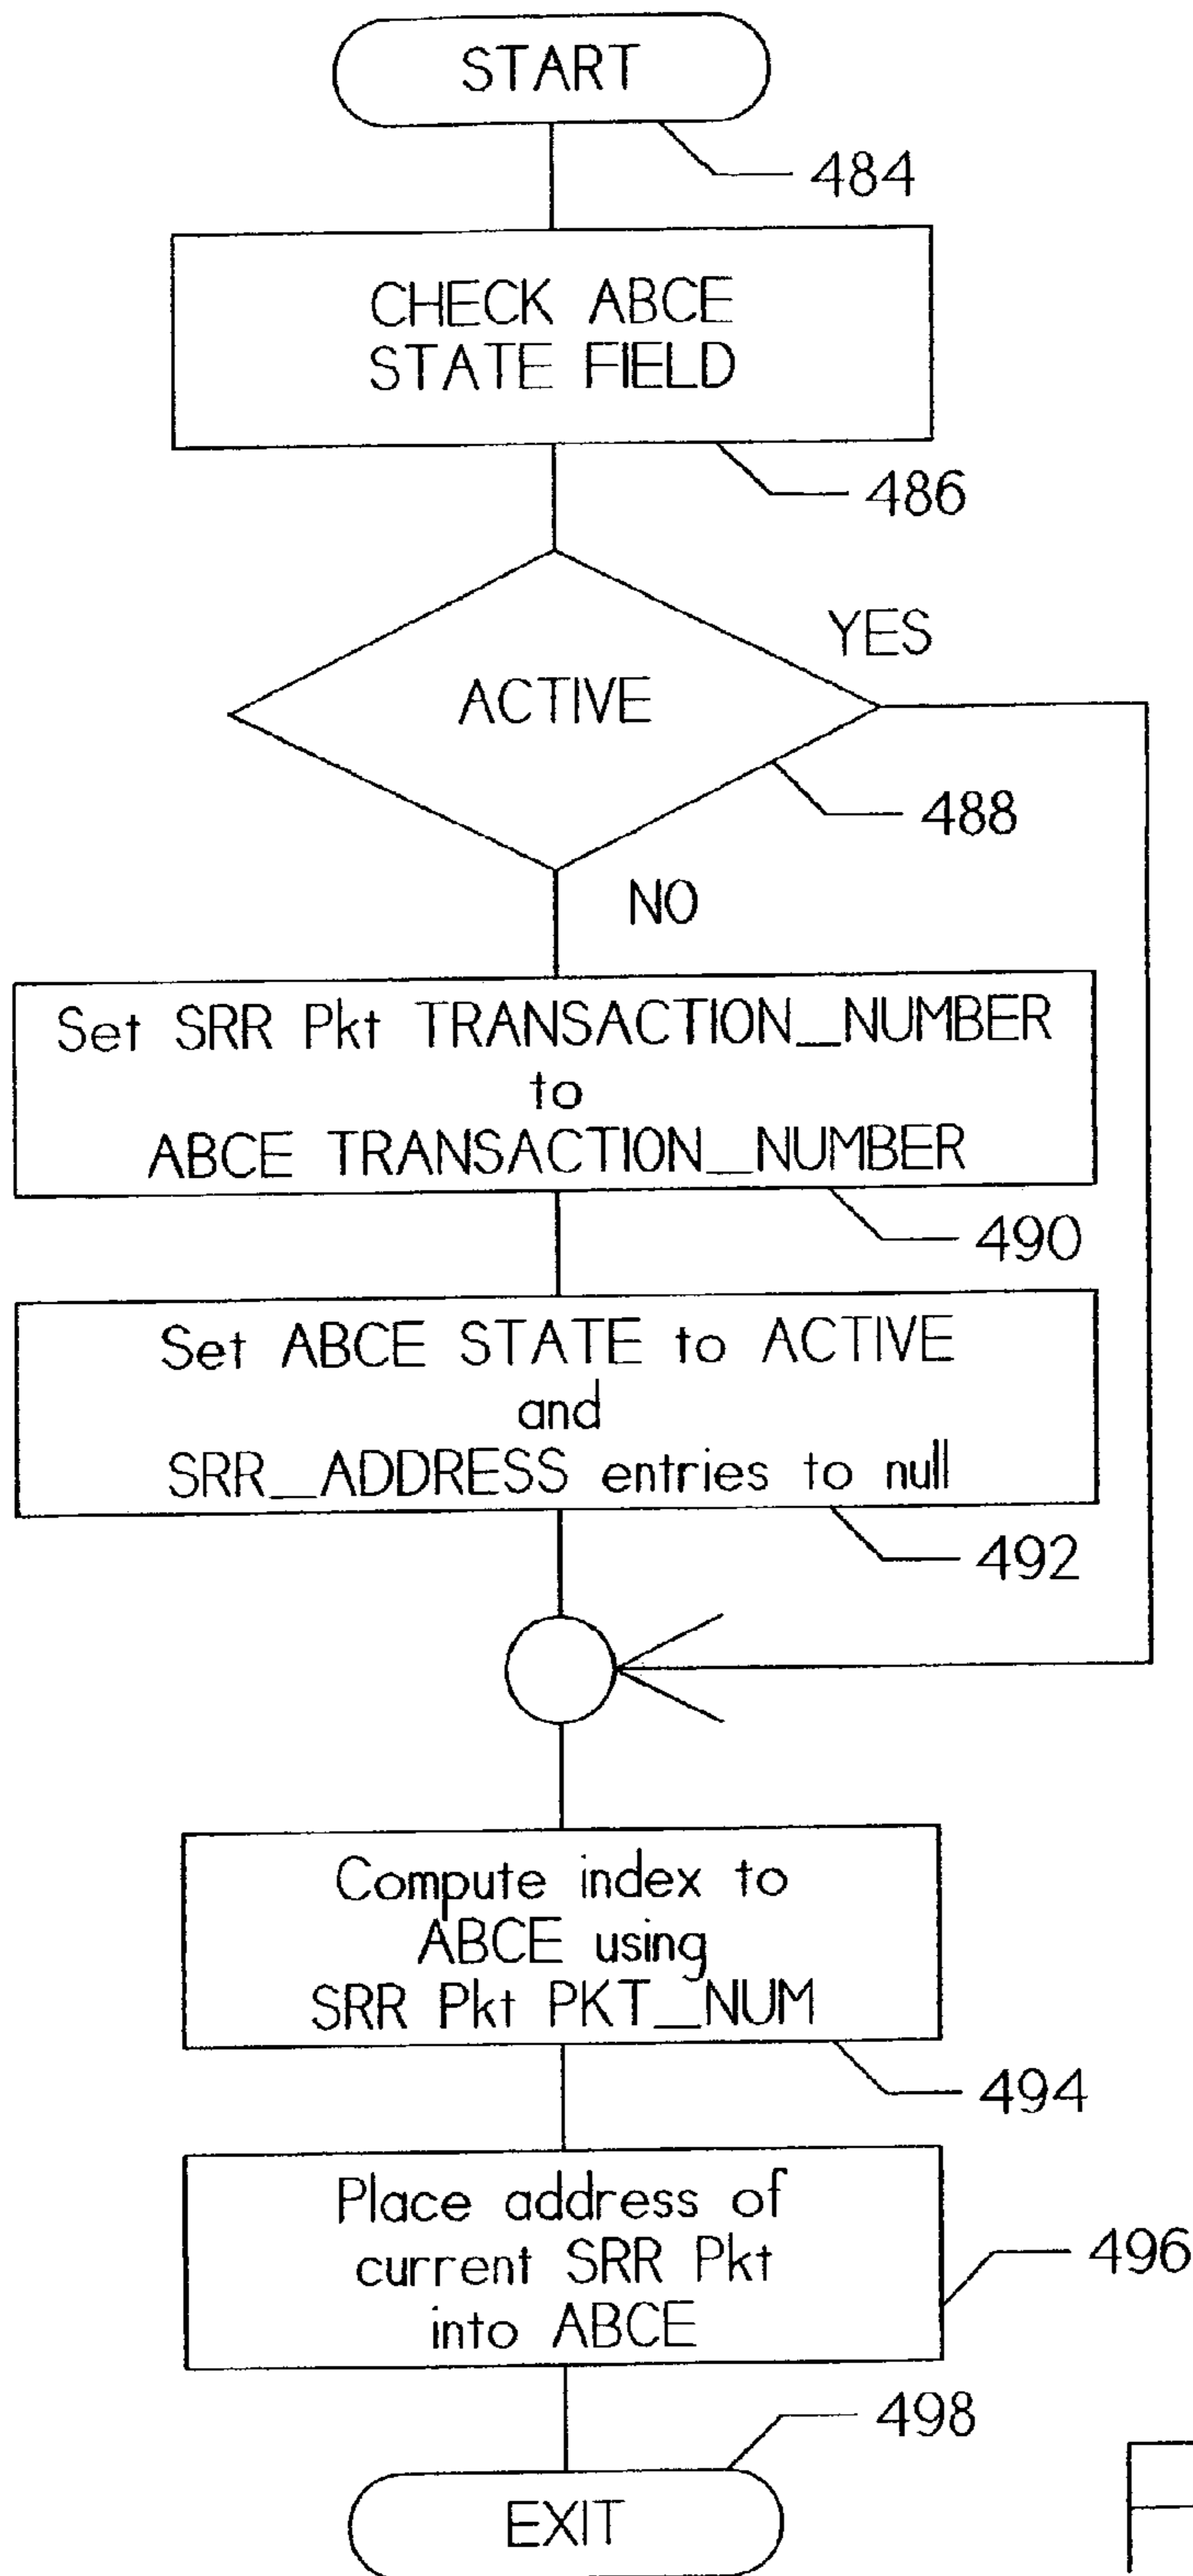 START
484
CHECK ABCE
STATE FIELD
486
YES
ACTIVE
488
NO
Set SRR Pkt TRANSACTION_NUMBER
to
ABCE TRANSACTION_NUMBER
490
Set ABCE STATE to ACTIVE
and
SRR_ADDRESS entries to null
492
Compute index to
ABCE using
SRR Pkt PKT_NUM
494
Place address of
current SRR Pkt
into ABCE
496
498
EXIT